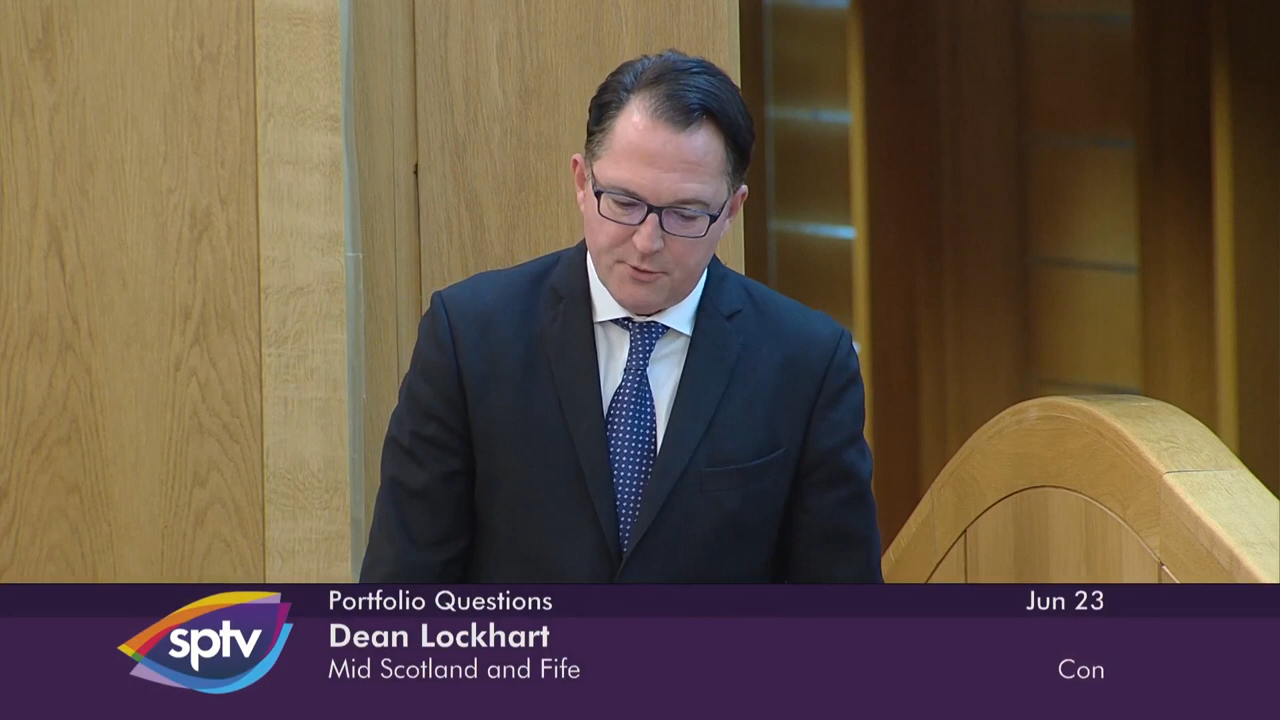 Portfolio Questions
Jun 23
sptv
Dean Lockhart
Mid Scotland and Fife
Con